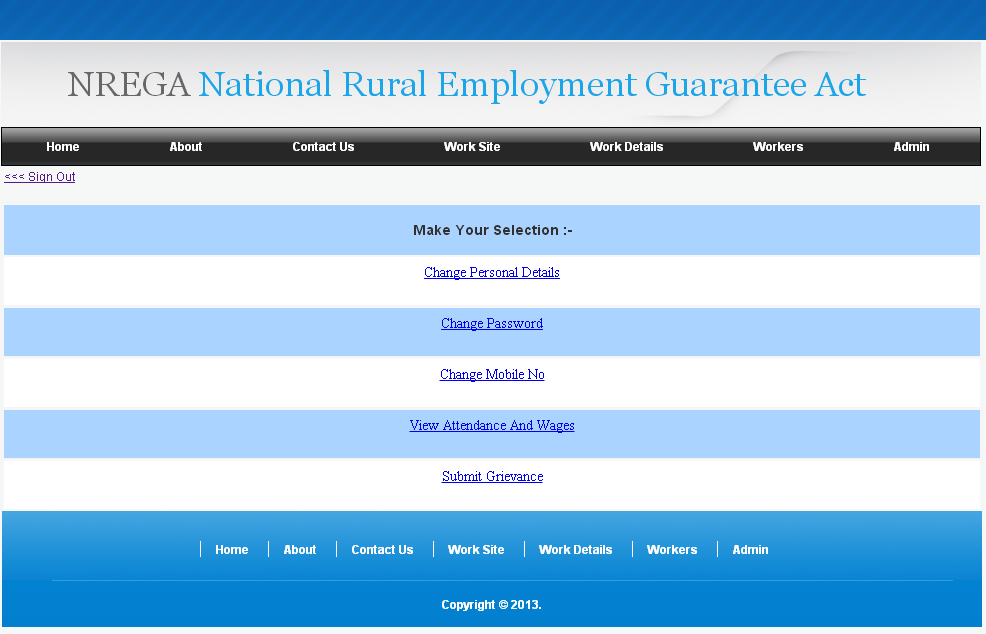 NREGA National Rural Employment Guarantee Act
Home About Contact Us Work Site Work Details Workers Admin
<<< Sign Out
Make Your Selection :-
Change Personal Details
Change Password
Change Mobile No
View Attendance And Wages
Submit Grievance
Home About Contact Us Work Site Work Details Workers Admin
Copyright © 2013.